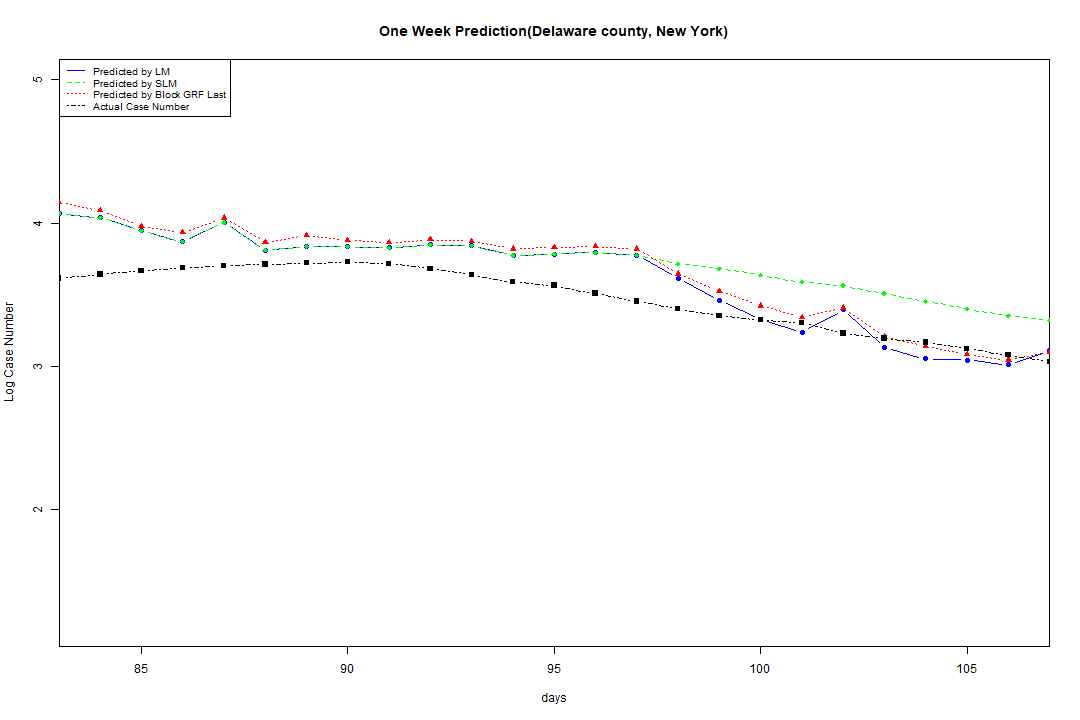 One Week Prediction(Delaware county, New York)
Predicted by LM
Predicted by SLM
Predicted by Block GRF Last
Actual Case Number
5
4
3
2
Log Case Number
85 90 95 100 105
days